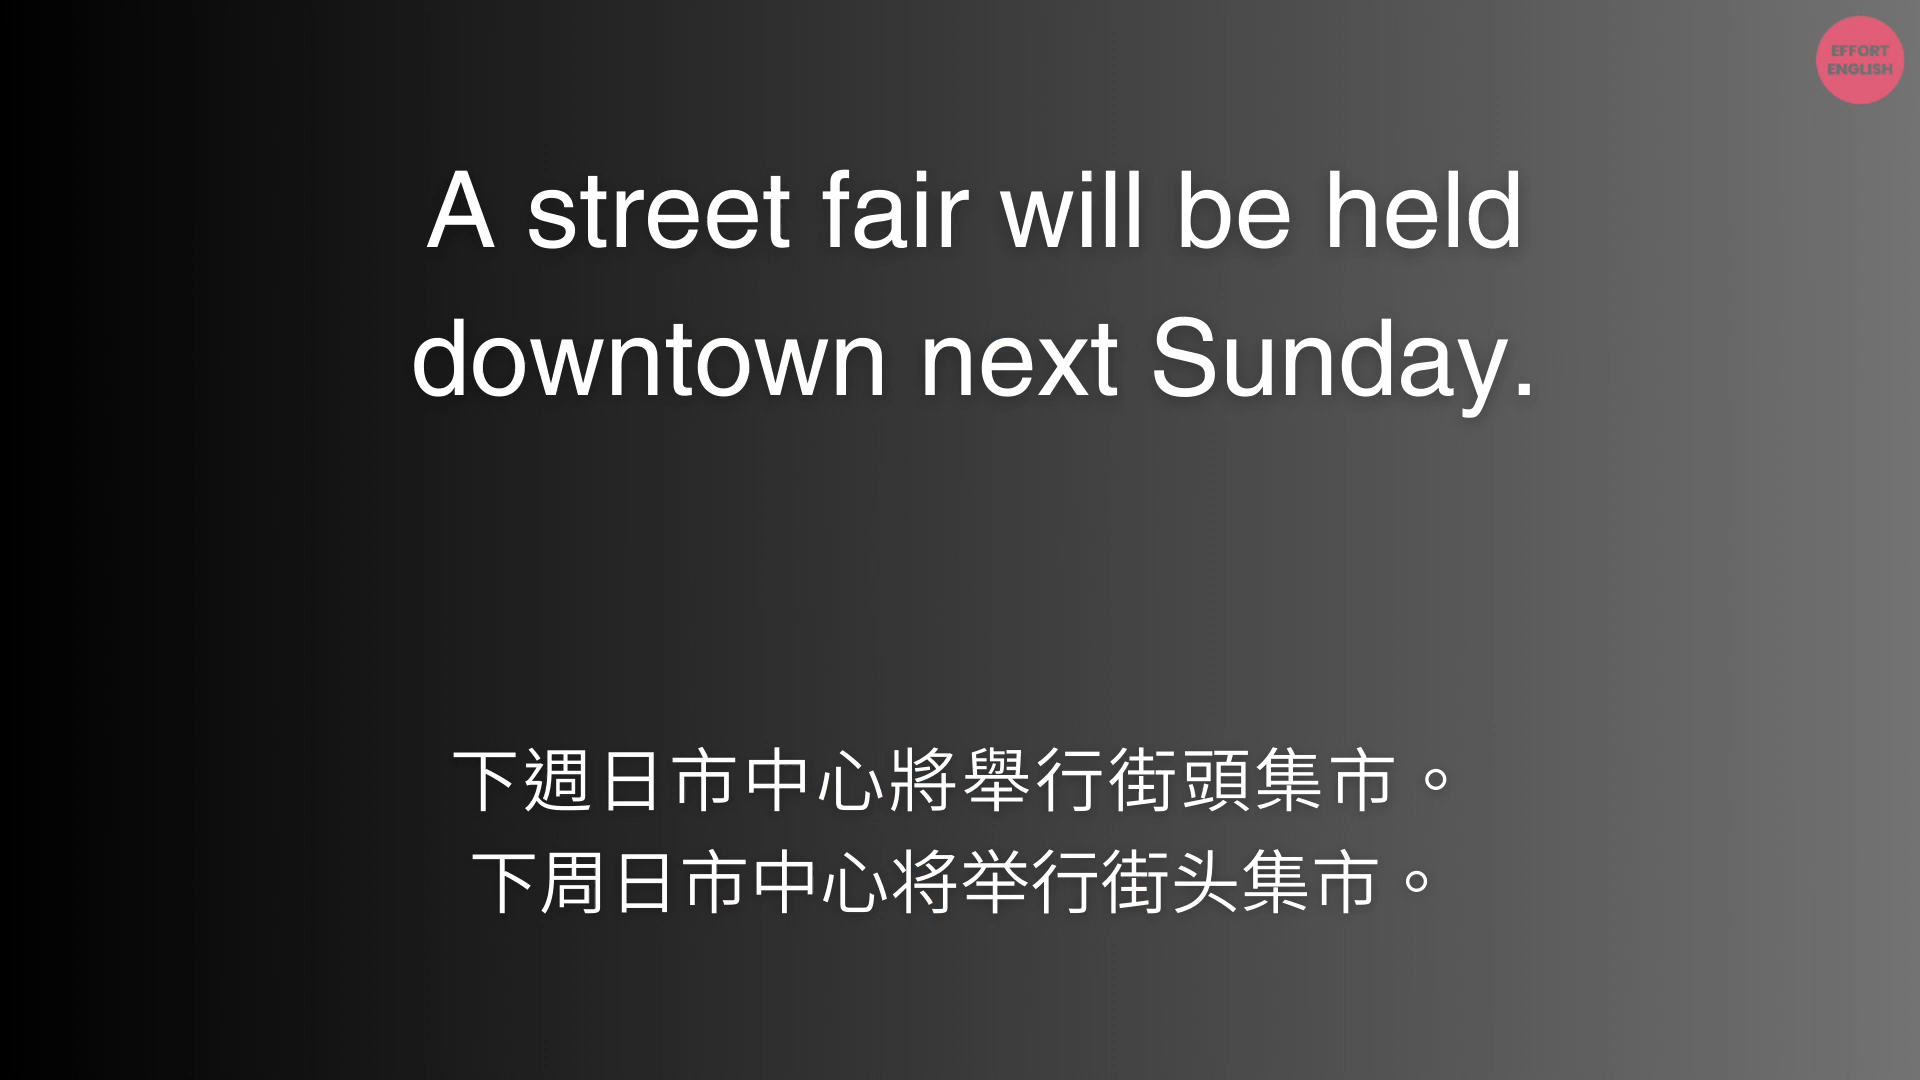 EFFORT
ENGLISH
A street fair will be held
downtown next Sunday.
下週日市中心將舉行街頭集市。
下周日市中心将举行街头集市。